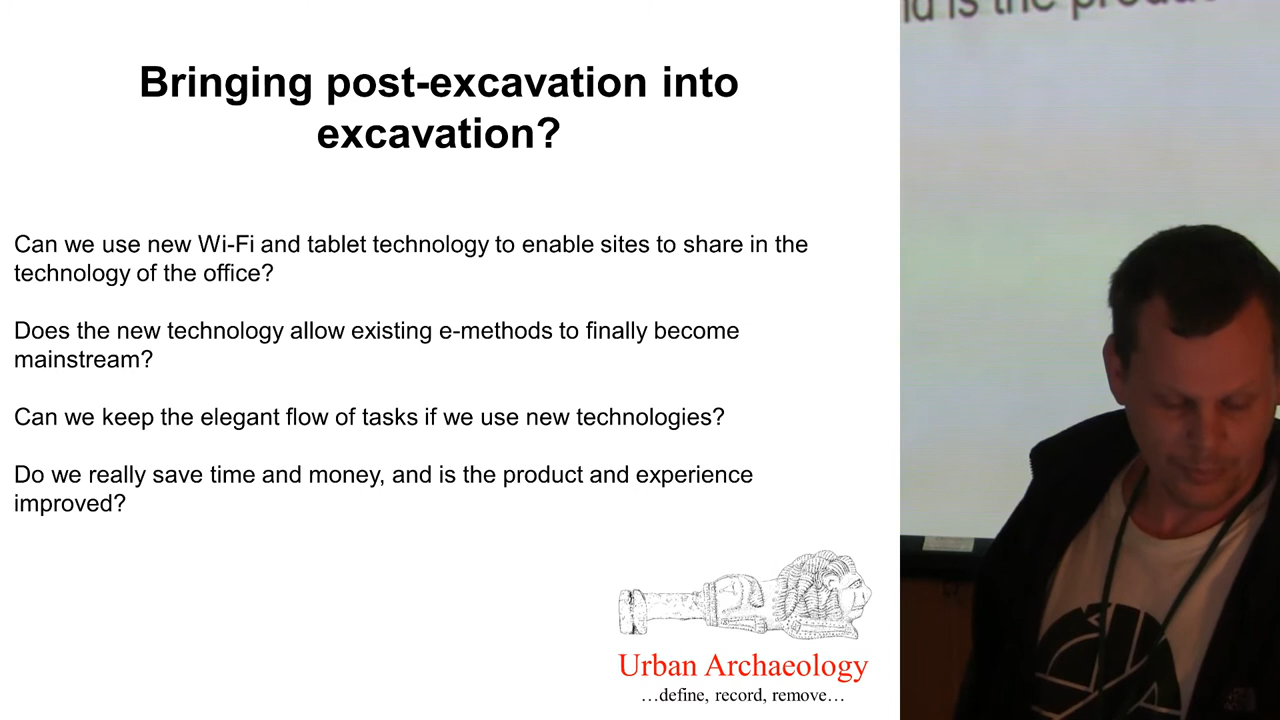 Bringing post-excavation into
excavation?
Can we use new Wi-Fi and tablet technology to enable sites to share in the
technology of the office?
Does the new technology allow existing e-methods to finally become
mainstream?
Can we keep the elegant flow of tasks if we use new technologies?
Do we really save time and money, and is the product and experience
improved?
Urban Archaeology
…define, record, remove…
is the